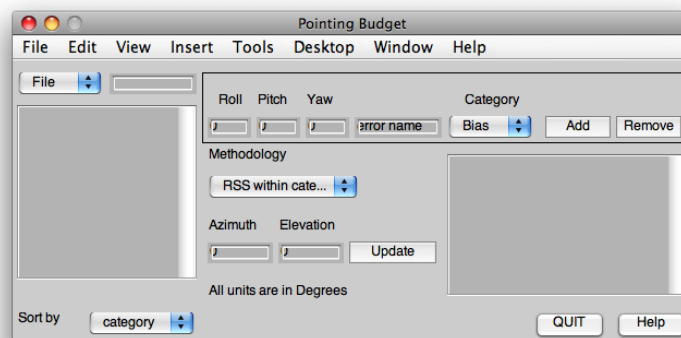 Pointing Budget
File Edit View Insert Tools Desktop Window Help
File
Roll Pitch Yaw Category
error name Bias Add Remove
Methodology
RSS within cate...
Azimuth Elevation
Update
All units are in Degrees
Sort by category QUIT Help